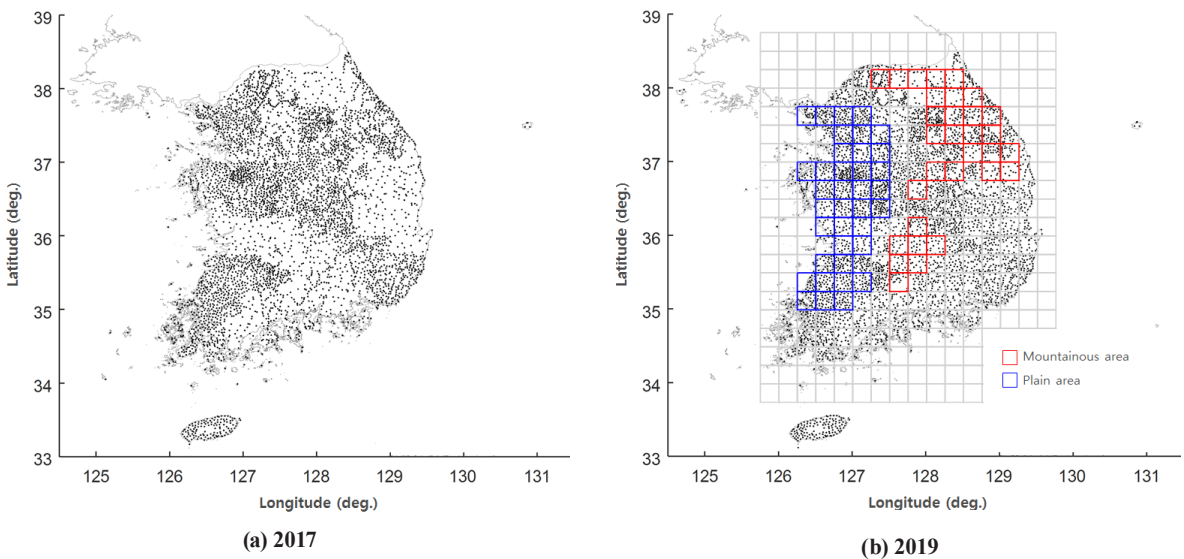 39
38
37
36
35
34
33
Latitude (deg.)
125 126 127 128 129 130 131
Longitude (deg.)
(a) 2017
39
38
37
36
35
34
33
Latitude (deg.)
Mountainous area
Plain area
125 126 127 128 129 130 131
Longitude (deg.)
(b) 2019